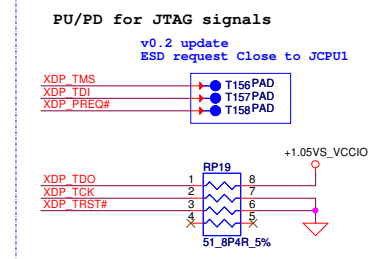 PU/PD for JTAG signals
v0.2 update
ESD request Close to JCPU1
XDP_TMS T156 PAD
XDP_TDI T157 PAD
XDP_PREQ# T158 PAD
+1.05VS_VCCIO
RP19
XDP_TDO 1 8
XDP_TCK 2 7
XDP_TRST# 3 6
4 5
51_8P4R_5%